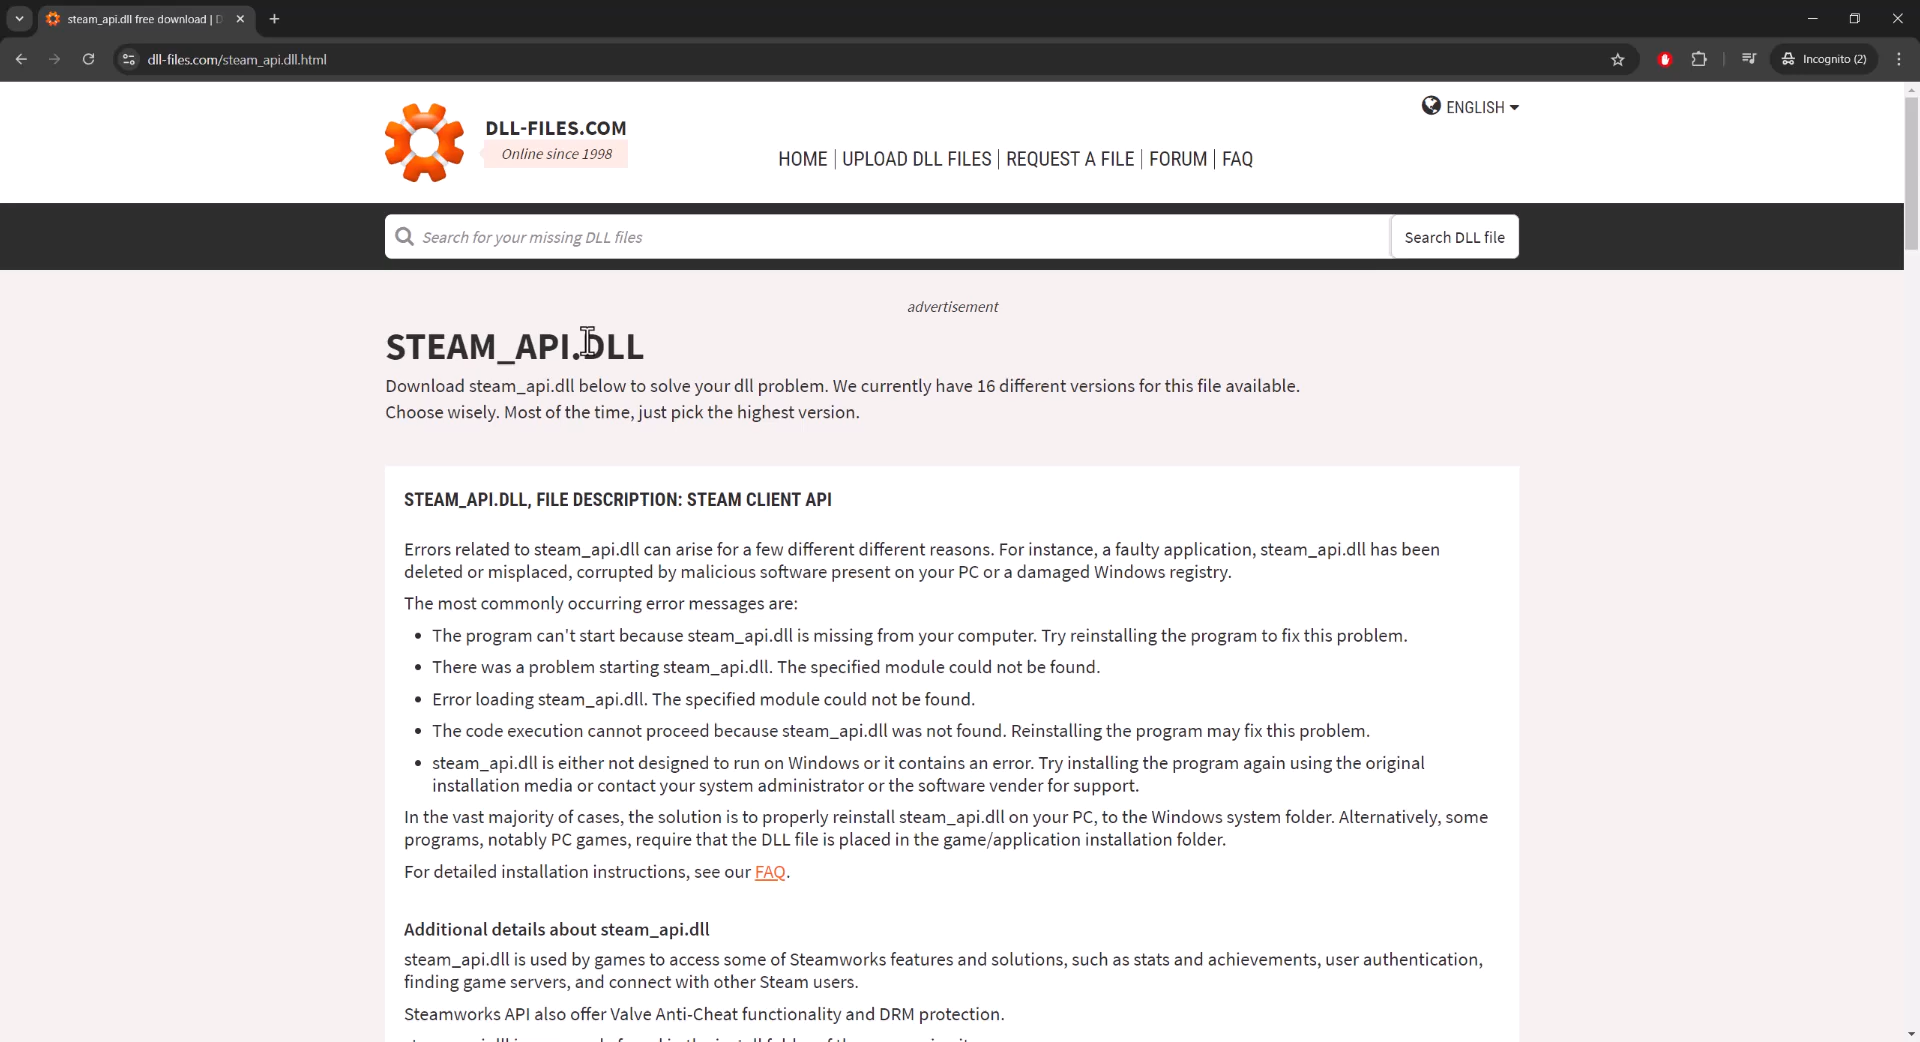 steam_api.dll free download | D
dll-files.com/steam_api.dll.html
Incognito (2)
DLL-FILES.COM
Online since 1998
ENGLISH
HOME | UPLOAD DLL FILES | REQUEST A FILE | FORUM | FAQ
Search for your missing DLL files
Search DLL file
advertisement
STEAM_API.DLL
Download steam_api.dll below to solve your dll problem. We currently have 16 different versions for this file available.
Choose wisely. Most of the time, just pick the highest version.
STEAM_API.DLL, FILE DESCRIPTION: STEAM CLIENT API
Errors related to steam_api.dll can arise for a few different different reasons. For instance, a faulty application, steam_api.dll has been
deleted or misplaced, corrupted by malicious software present on your PC or a damaged Windows registry.
The most commonly occurring error messages are:
• The program can't start because steam_api.dll is missing from your computer. Try reinstalling the program to fix this problem.
• There was a problem starting steam_api.dll. The specified module could not be found.
• Error loading steam_api.dll. The specified module could not be found.
• The code execution cannot proceed because steam_api.dll was not found. Reinstalling the program may fix this problem.
• steam_api.dll is either not designed to run on Windows or it contains an error. Try installing the program again using the original
installation media or contact your system administrator or the software vender for support.
In the vast majority of cases, the solution is to properly reinstall steam_api.dll on your PC, to the Windows system folder. Alternatively, some
programs, notably PC games, require that the DLL file is placed in the game/application installation folder.
For detailed installation instructions, see our FAQ.
Additional details about steam_api.dll
steam_api.dll is used by games to access some of Steamworks features and solutions, such as stats and achievements, user authentication,
finding game servers, and connect with other Steam users.
Steamworks API also offer Valve Anti-Cheat functionality and DRM protection.